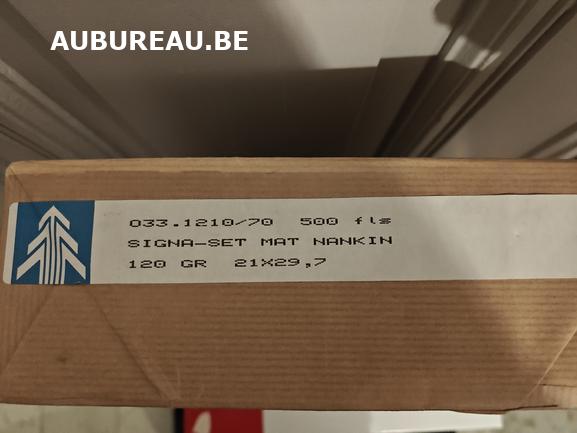 AUBUREAU.BE
033.1210/70 500 fls
SIGNA-SET MAT NANKIN
120 GR 21X29,7